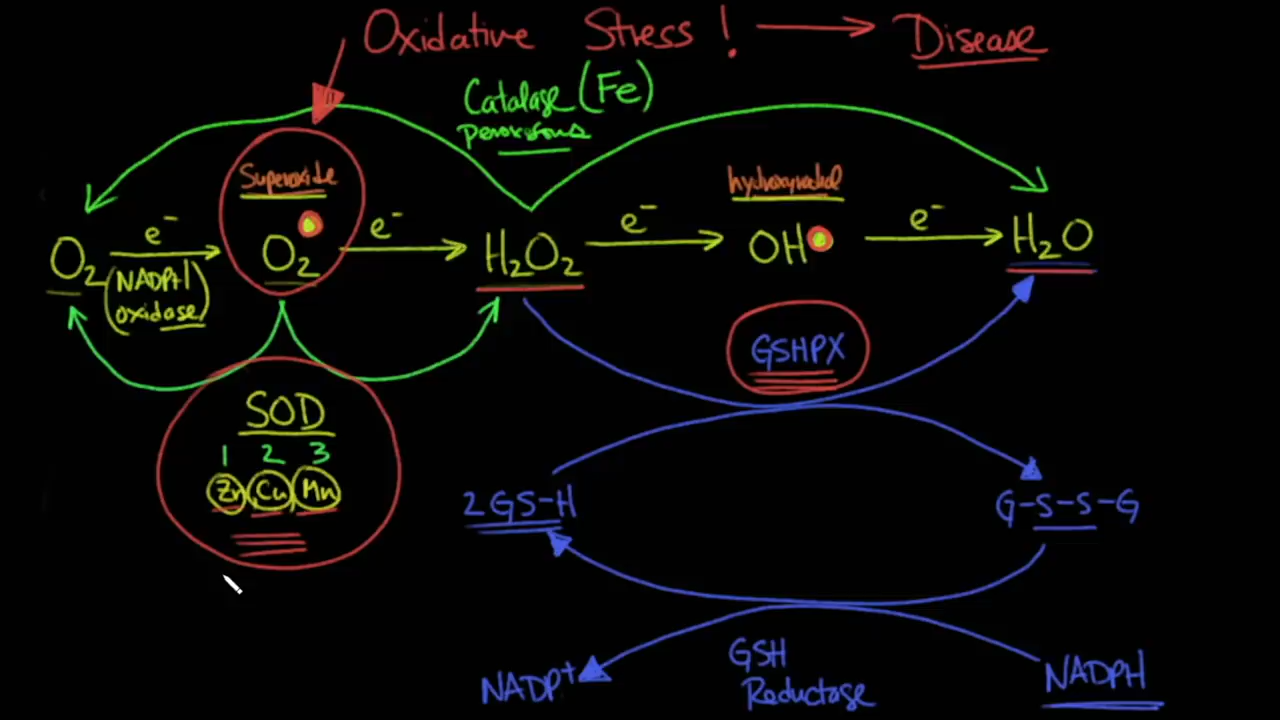 Oxidative Stress! → Disease
Catalase (Fe)
peroxisomes
Superoxide
hydroxyradial
O₂ e⁻ O₂• e⁻ H₂O₂ e⁻ OH• e⁻ H₂O
(NADPH
oxidase)
GSHPX
SOD
1 2 3
Zn, Cu, Mn
2GS-H
G-S-S-G
GSH
Reductase
NADP⁺
NADPH